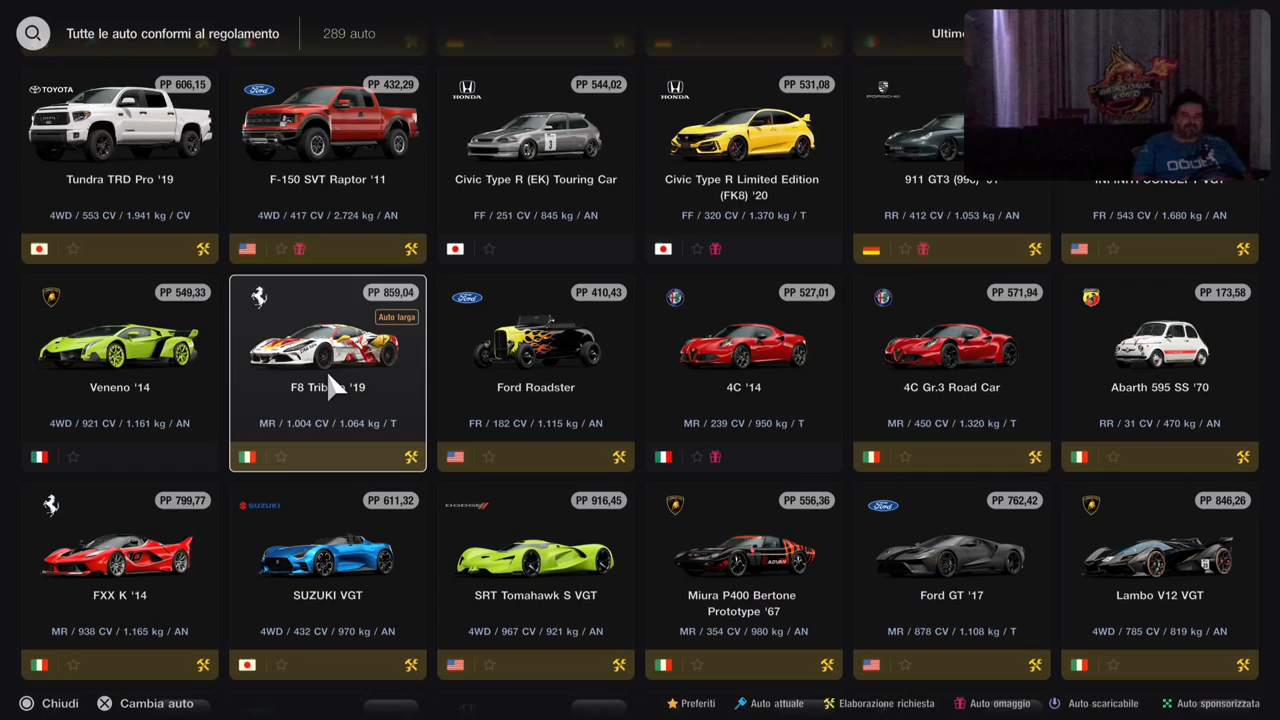 Tutte le auto conformi al regolamento
289 auto
TOYOTA
PP 606,15
Tundra TRD Pro '19
4WD / 553 CV / 1.941 kg / CV
Ford
PP 432,29
F-150 SVT Raptor '11
4WD / 417 CV / 2.724 kg / AN
HONDA
PP 544,02
Civic Type R (EK) Touring Car
FF / 251 CV / 845 kg / AN
HONDA
PP 531,08
Civic Type R Limited Edition
(FK8) '20
FF / 320 CV / 1.370 kg / T
PORSCHE
RR / 412 CV / 1.053 kg / AN
FR / 543 CV / 1.680 kg / AN
PP 549,33
Veneno '14
4WD / 921 CV / 1.161 kg / AN
PP 859,04
Auto larga
'19
MR / 1.004 CV / 1.064 kg / T
Ford
PP 410,43
Ford Roadster
FR / 182 CV / 1.115 kg / AN
PP 527,01
4C '14
MR / 239 CV / 950 kg / T
PP 571,94
4C Gr.3 Road Car
MR / 450 CV / 1.320 kg / T
PP 173,58
Abarth 595 SS '70
RR / 31 CV / 470 kg / AN
PP 799,77
FXX K '14
MR / 938 CV / 1.165 kg / AN
SUZUKI
PP 611,32
SUZUKI VGT
4WD / 432 CV / 970 kg / AN
DODGE
PP 916,45
SRT Tomahawk S VGT
4WD / 967 CV / 921 kg / AN
PP 556,36
ADVAN
Miura P400 Bertone
Prototype '67
MR / 354 CV / 980 kg / AN
Ford
PP 762,42
Ford GT '17
MR / 878 CV / 1.108 kg / T
PP 846,26
Lambo V12 VGT
4WD / 785 CV / 819 kg / AN
Chiudi
Cambia auto
Preferiti
Auto attuale
Elaborazione richiesta
Auto omaggio
Auto scaricabile
Auto sponsorizzata